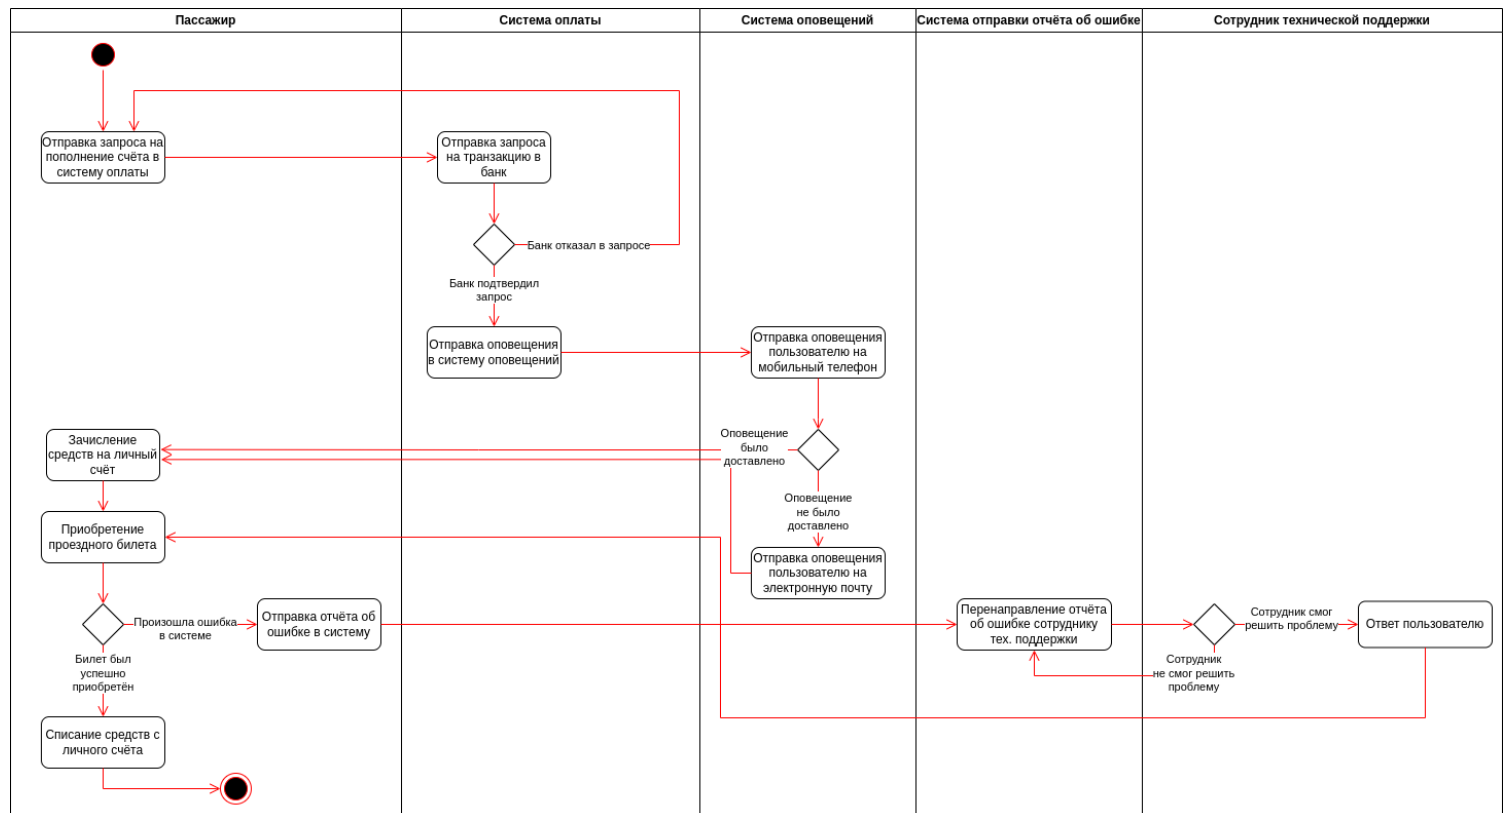 Пассажир
Система оплаты
Система оповещений
Система отправки отчёта об ошибке
Сотрудник технической поддержки
Отправка запроса на
пополнение счёта в
систему оплаты
Отправка запроса
на транзакцию в
банк
Банк отказал в запросе
Банк подтвердил
запрос
Отправка оповещения
в систему оповещений
Отправка оповещения
пользователю на
мобильный телефон
Оповещение
было
доставлено
Зачисление
средств на личный
счёт
Оповещение
не было
доставлено
Приобретение
проездного билета
Отправка оповещения
пользователю на
электронную почту
Произошла ошибка
в системе
Отправка отчёта об
ошибке в систему
Перенаправление отчёта
об ошибке сотруднику
тех. поддержки
Сотрудник смог
решить проблему
Ответ пользователю
Билет был
успешно
приобретён
Сотрудник
не смог решить
проблему
Списание средств с
личного счёта